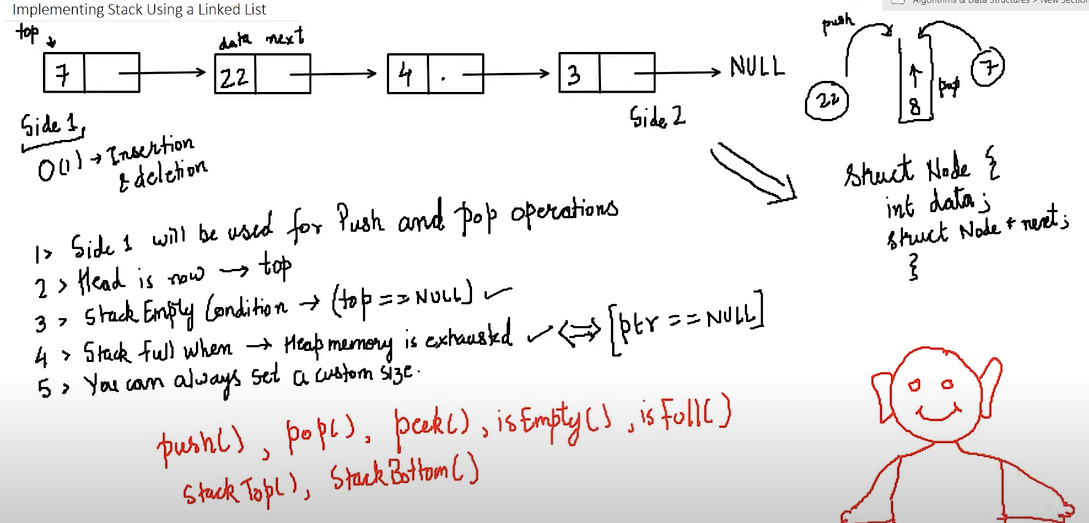 Implementing Stack Using a Linked List
Algorithms & Data Structures > New Section
top
data next
7
22
4 .
3
NULL
Side 1,
Side 2
O(1) → Insertion
& deletion
push
22
8
pop
7
struct Node {
int data;
struct Node * next;
}
1> Side 1 will be used for Push and pop operations
2> Head is now → top
3> Stack Empty Condition → (top == NULL) ✓
4> Stack full when → Heap memory is exhausted ✓ ⇔ [ptr == NULL]
5> You can always set a custom size.
push(), pop(), peek(), isEmpty(), isFull()
StackTop(), StackBottom()